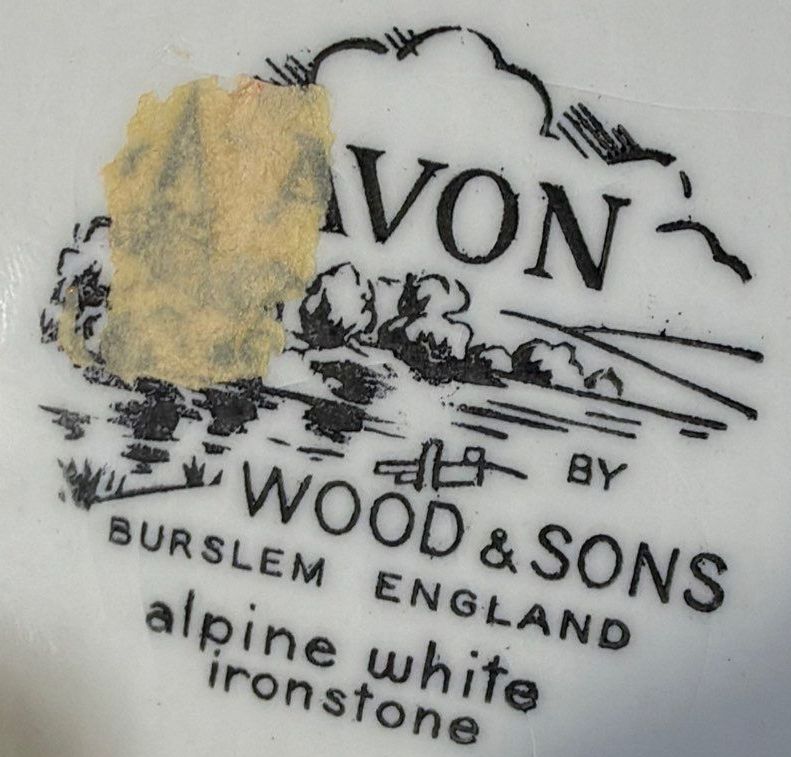 AVON
BY
WOOD & SONS
BURSLEM ENGLAND
alpine white
ironstone